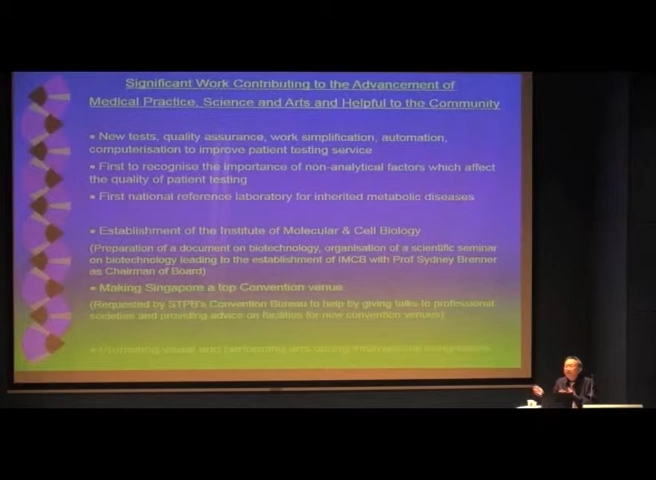 Significant Work Contributing to the Advancement of
Medical Practice, Science and Arts and Helpful to the Community
• New tests, quality assurance, work simplification, automation,
computerisation to improve patient testing service
• First to recognise the importance of non-analytical factors which affect
the quality of patient testing
• First national reference laboratory for inherited metabolic diseases
• Establishment of the Institute of Molecular & Cell Biology
(Preparation of a document on biotechnology, organisation of a scientific seminar
on biotechnology leading to the establishment of IMCB with Prof Sydney Brenner
as Chairman of Board)
• Making Singapore a top Convention venue
(Requested by STPB's Convention Bureau to help by giving talks to professional
societies and providing advice on facilities for new convention venues)
• Promoting visual and performing arts